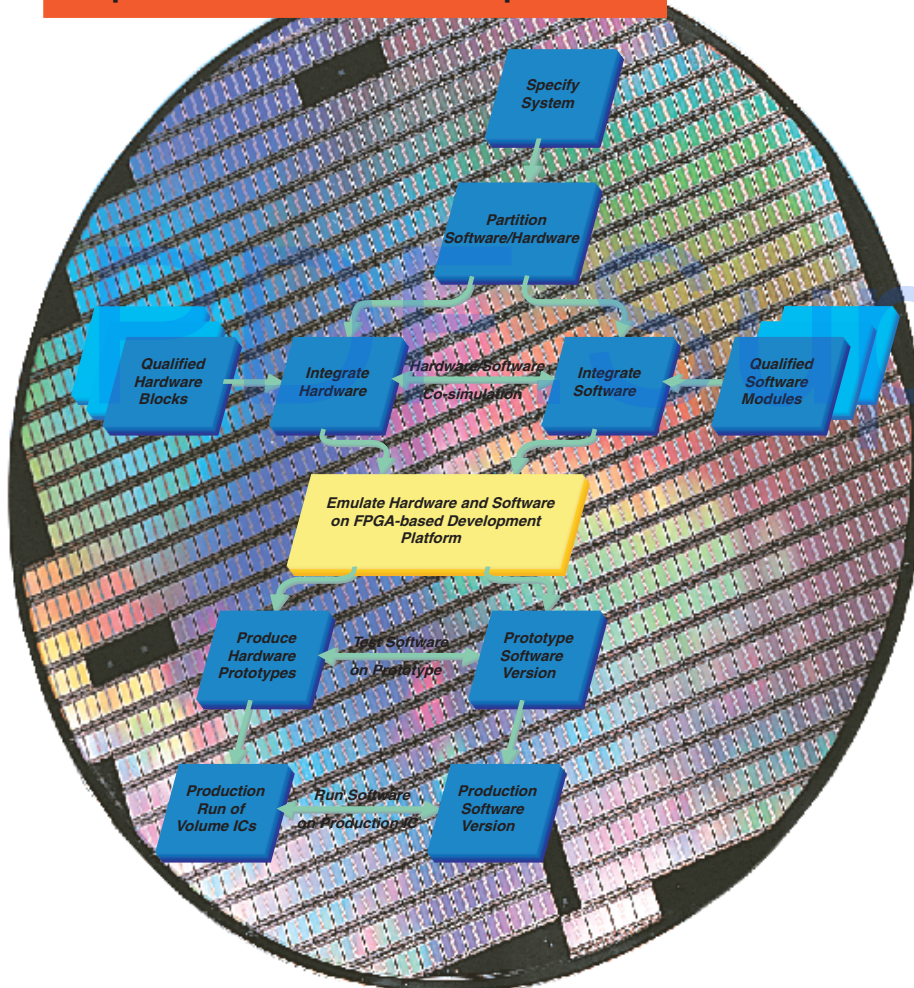 Specify
System
Partition
Software/Hardware
Qualified
Hardware
Blocks
Integrate
Hardware
Hardware/Software
Co-simulation
Integrate
Software
Qualified
Software
Modules
Emulate Hardware and Software
on FPGA-based Development
Platform
Produce
Hardware
Prototypes
Test Software
on Prototype
Prototype
Software
Version
Production
Run of
Volume ICs
Run Software
on Production IC
Production
Software
Version